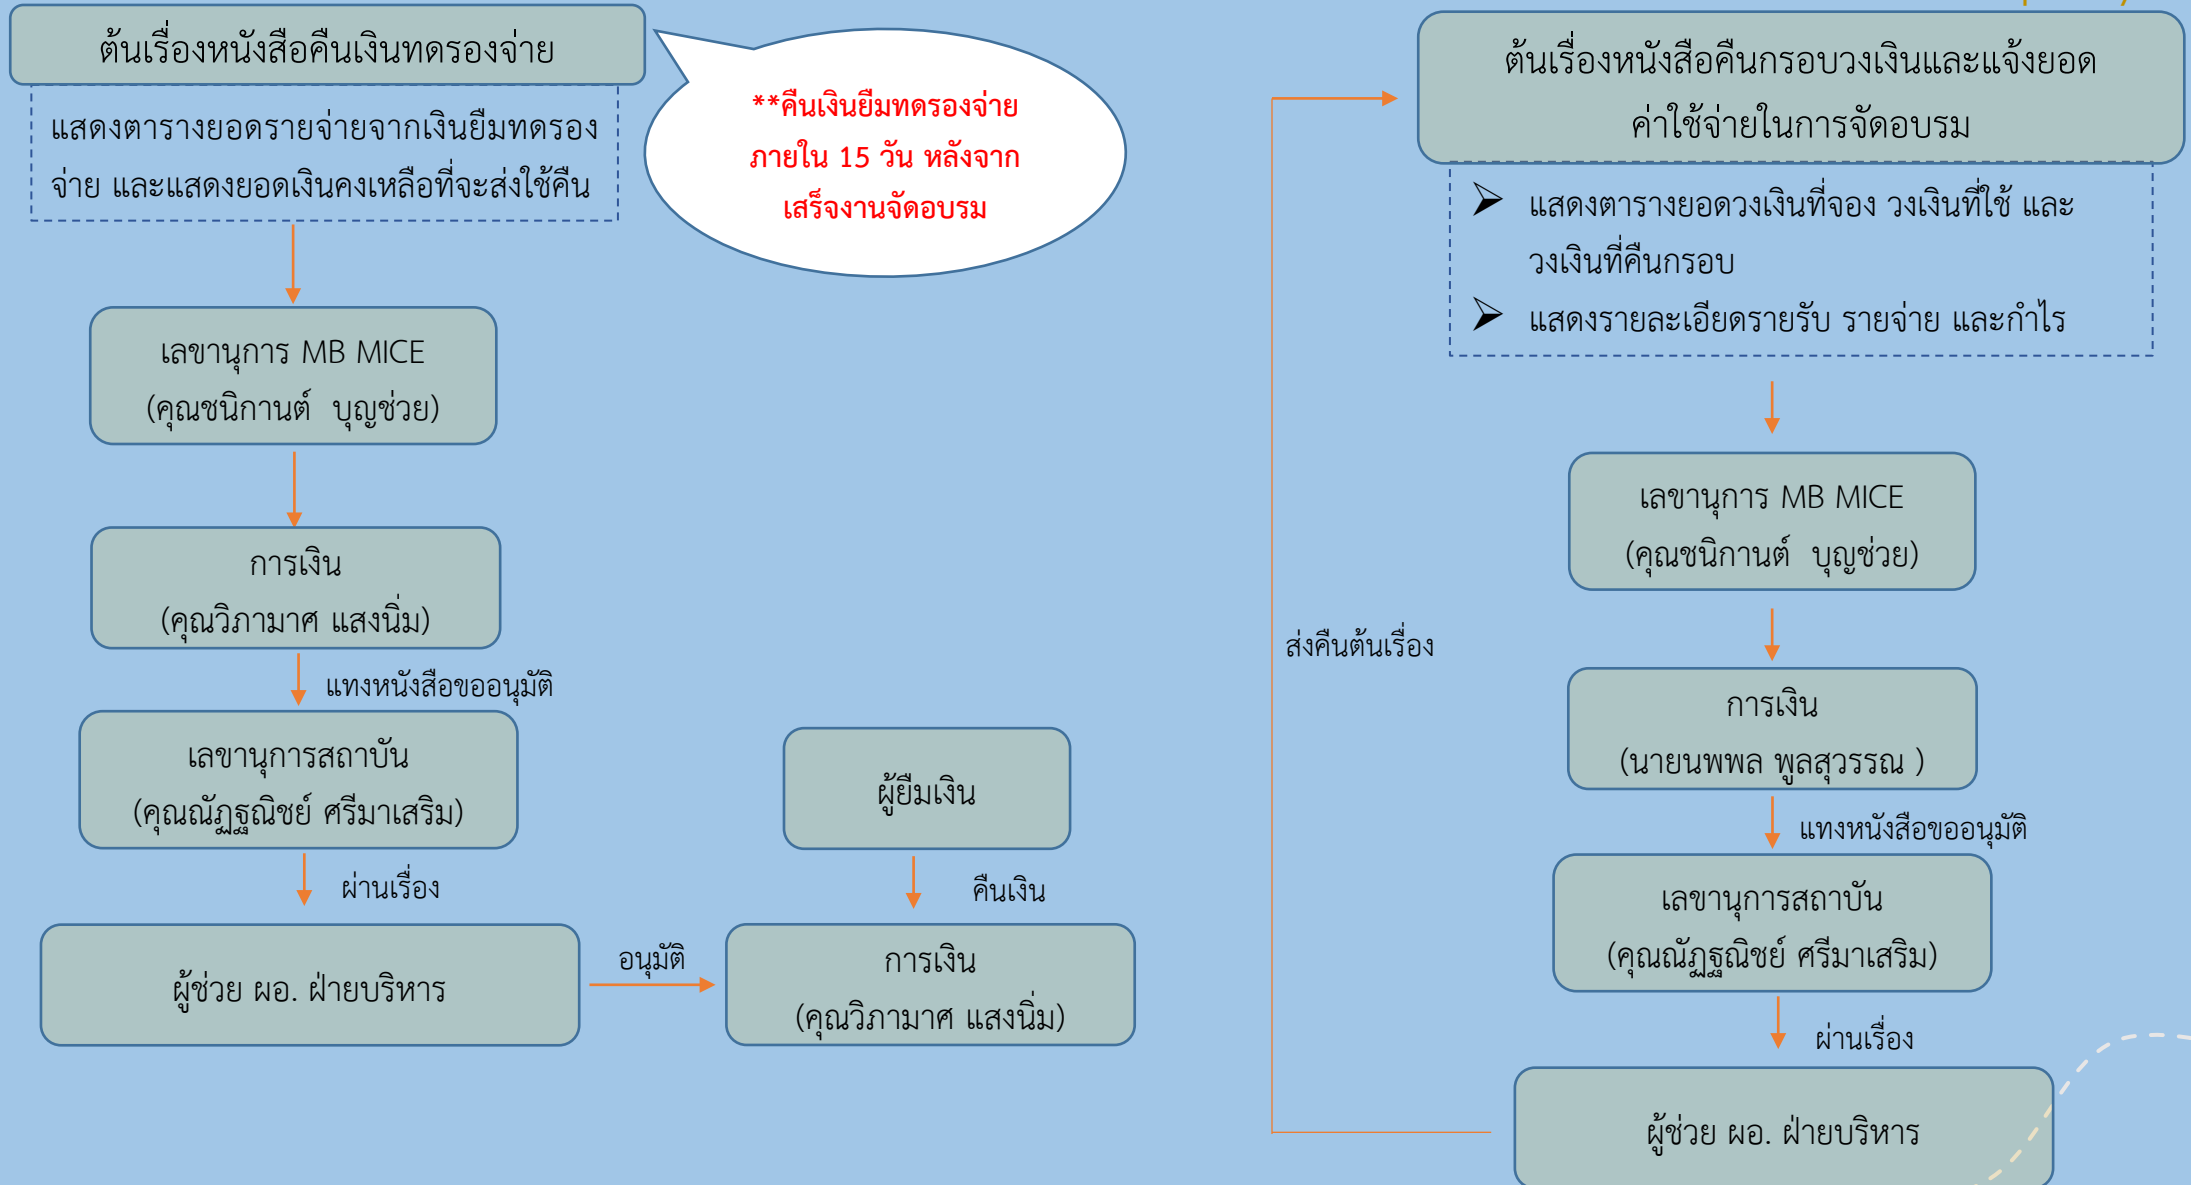 ต้นเรื่องหนังสือคืนเงินทดรองจ่าย
แสดงตารางยอดรายจ่ายจากเงินยืมทดรอง
จ่าย และแสดงยอดเงินคงเหลือที่จะส่งใช้คืน
**คืนเงินยืมทดรองจ่าย
ภายใน 15 วัน หลังจาก
เสร็จงานจัดอบรม
เลขานุการ MB MICE
(คุณชนิกานต์ บุญช่วย)
การเงิน
(คุณวิภามาศ แสงนิ่ม)
แทงหนังสือขออนุมัติ
เลขานุการสถาบัน
(คุณณัฏฐณิชย์ ศรีมาเสริม)
ผ่านเรื่อง
ผู้ช่วย ผอ. ฝ่ายบริหาร
อนุมัติ
ผู้ยืมเงิน
คืนเงิน
การเงิน
(คุณวิภามาศ แสงนิ่ม)
ต้นเรื่องหนังสือคืนกรอบวงเงินและแจ้งยอด
ค่าใช้จ่ายในการจัดอบรม
➢ แสดงตารางยอดวงเงินที่จอง วงเงินที่ใช้ และ
วงเงินที่คืนกรอบ
➢ แสดงรายละเอียดรายรับ รายจ่าย และกำไร
เลขานุการ MB MICE
(คุณชนิกานต์ บุญช่วย)
ส่งคืนต้นเรื่อง
การเงิน
(นายนพพล พูลสุวรรณ )
แทงหนังสือขออนุมัติ
เลขานุการสถาบัน
(คุณณัฏฐณิชย์ ศรีมาเสริม)
ผ่านเรื่อง
ผู้ช่วย ผอ. ฝ่ายบริหาร